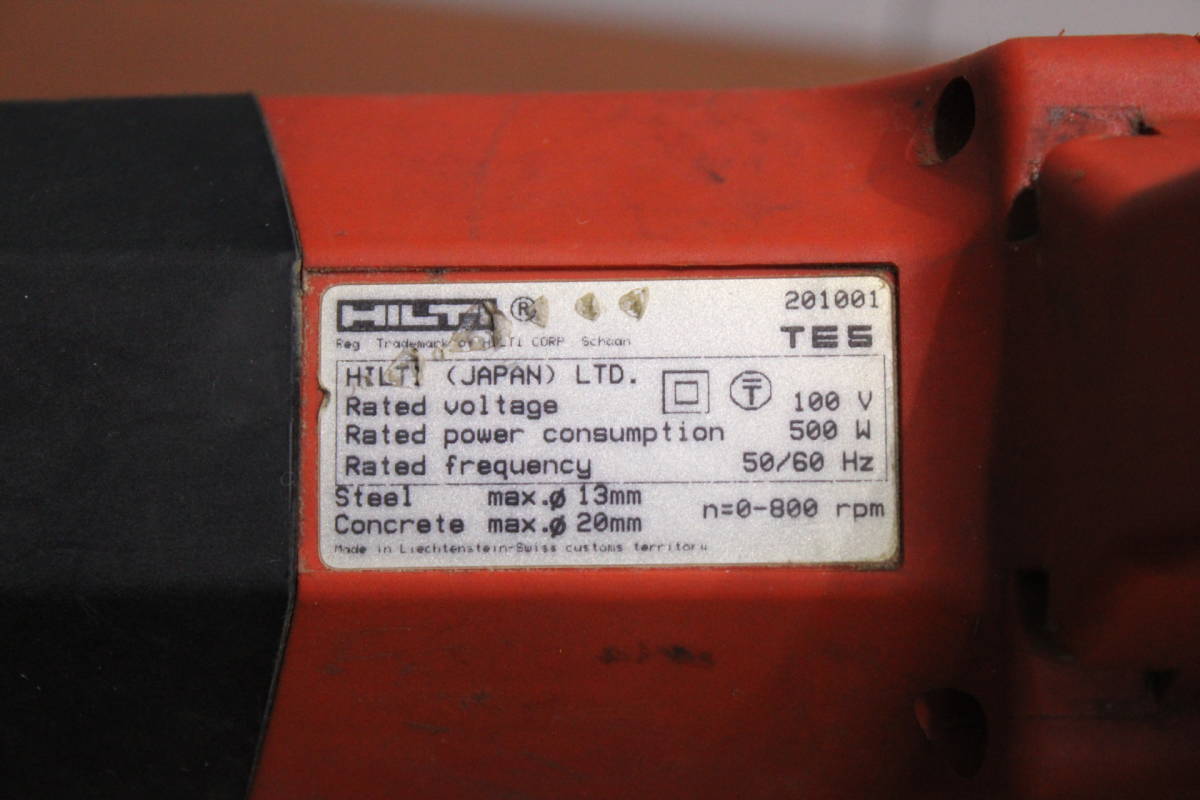 HILTI ® 201001
Reg Trademark of HILTI CORP Schaan TE5
HILTI (JAPAN) LTD.
Rated voltage 100 V
Rated power consumption 500 W
Rated frequency 50/60 Hz
Steel max.ø 13mm
Concrete max.ø 20mm n=0-800 rpm
Made in Liechtenstein-Swiss customs territory